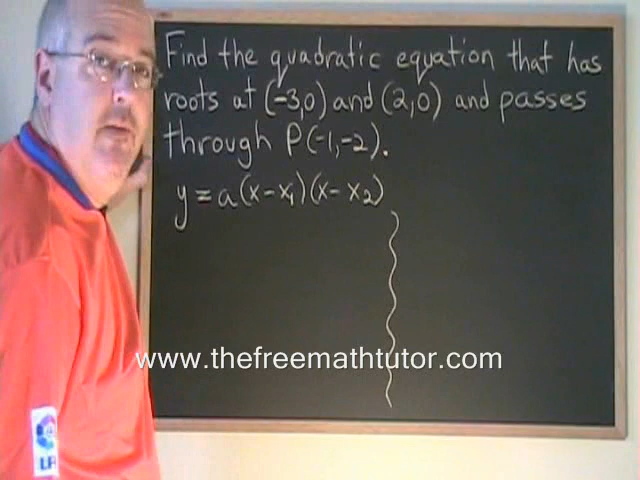 Find the quadratic equation that has
roots at (-3,0) and (2,0) and passes
through P(-1,-2).
y = a(x-x₁)(x-x₂)
www.thefreemathtutor.com
LFP